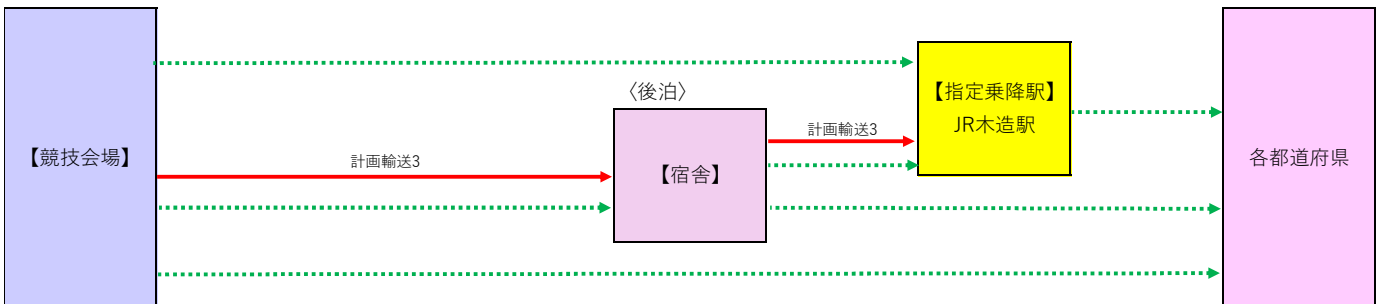 【競技会場】
計画輸送3
〈後泊〉
【宿舎】
計画輸送3
【指定乗降駅】
JR木造駅
各都道府県